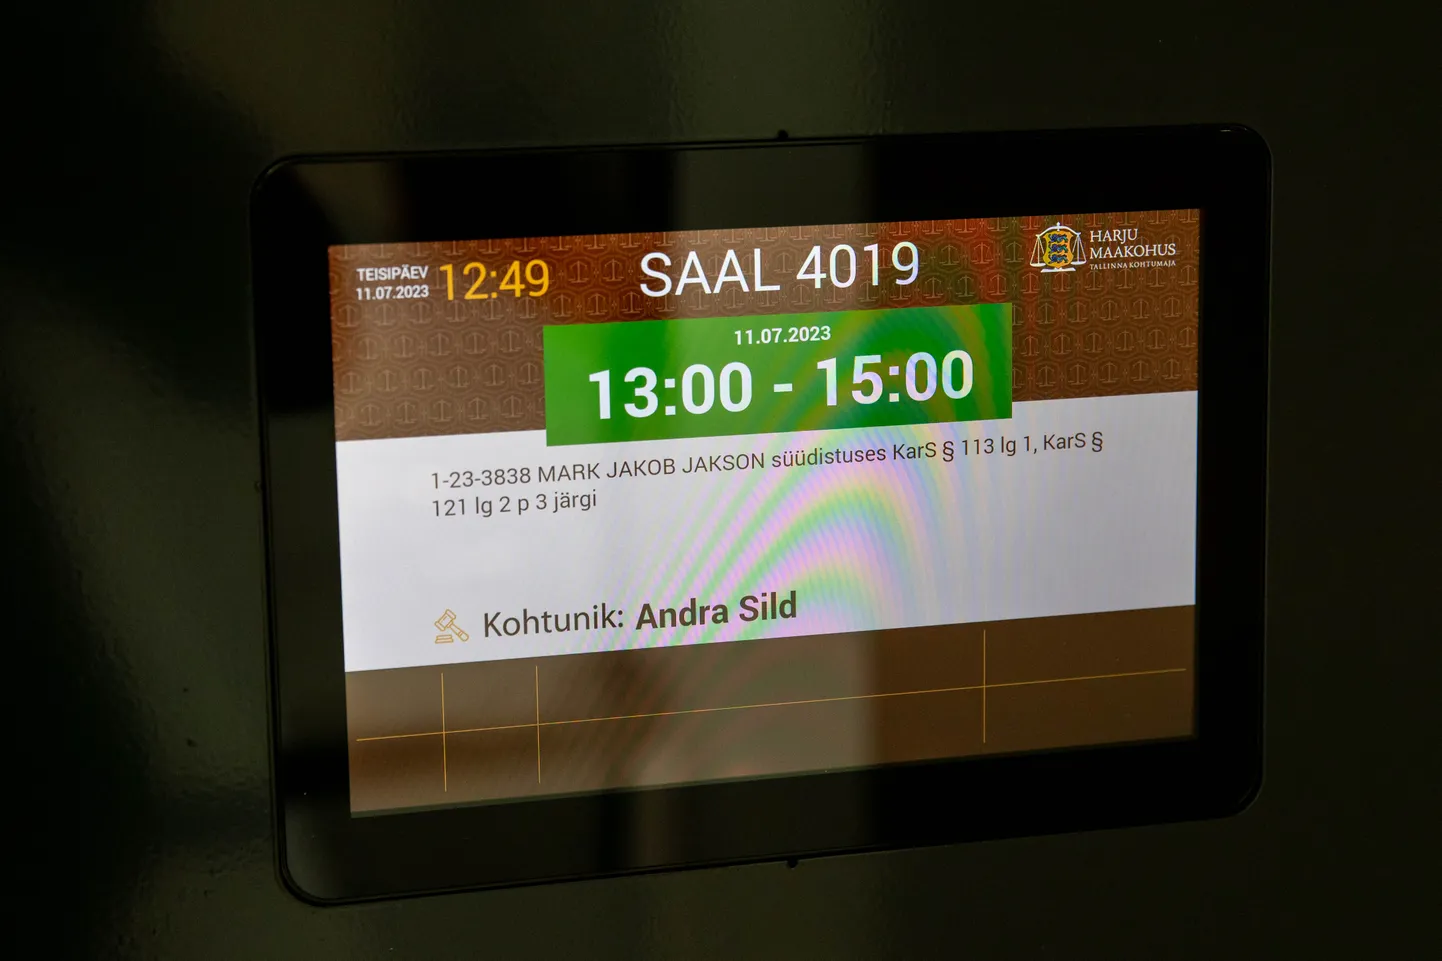 TEISIPÄEV
11.07.2023
12:49
SAAL 4019
HARJU
MAAKOHUS
TALLINNA KOHTUMAJA
11.07.2023
13:00 - 15:00
1-23-3838 MARK JAKOB JAKSON süüdistuses KarS § 113 lg 1, KarS §
121 lg 2 p 3 järgi
Kohtunik: Andra Sild